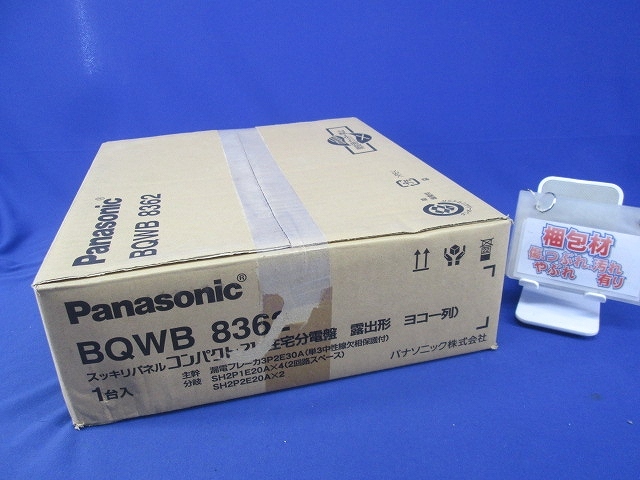 Panasonic
BQWB 8362
Panasonic®
BQWB 8362
スッキリパネル コンパクト 住宅分電盤 露出形 ヨコ一列)
主幹 漏電ブレーカ3P2E30A(単3中性線欠相保護付)
分岐 SH2P1E20A×4(2回路スペース)
SH2P2E20A×2
1台入
パナソニック株式会社
梱包材
傷つぶれ汚れ
やぶれ 有り